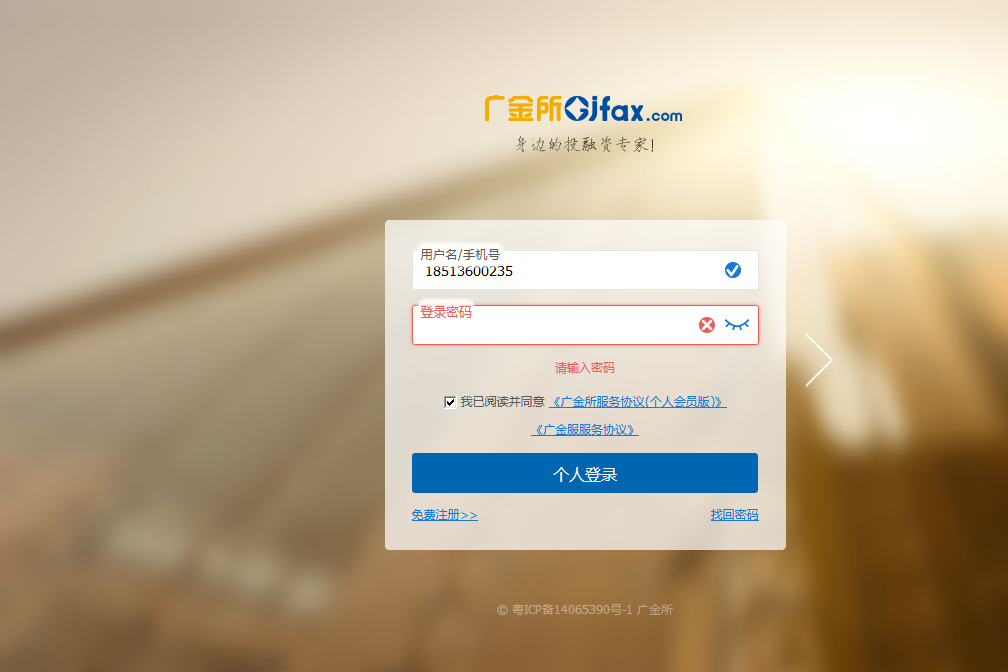 广金所Gjfax.com
身边的投融资专家!
用户名/手机号
18513600235
登录密码
请输入密码
我已阅读并同意 《广金所服务协议(个人会员版)》
《广金服服务协议》
个人登录
免费注册>> 找回密码
© 粤ICP备14065390号-1 广金所